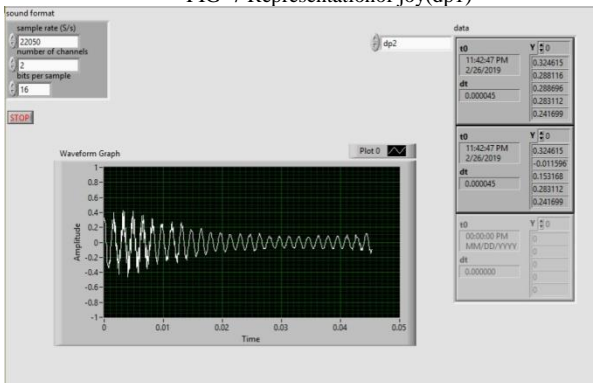 FIG- 7 Representationof joy(dp1)
sound format
sample rate (S/s)
22050
number of channels
2
bits per sample
16
STOP
dp2
data
t0
11:42:47 PM
2/26/2019
dt
0.000045
Y 0
0.324615
0.288116
0.288696
0.283112
0.241699
t0
11:42:47 PM
2/26/2019
dt
0.000045
Y 0
0.324615
-0.011596
0.153168
0.283112
0.241699
t0
00:00:00 PM
MM/DD/YYYY
dt
0.000000
Y 0
0
0
0
0
0
Waveform Graph
Plot 0
1
0.8
0.6
0.4
0.2
0
-0.2
-0.4
-0.6
-0.8
-1
Amplitude
0
0.01
0.02
0.03
0.04
0.05
Time